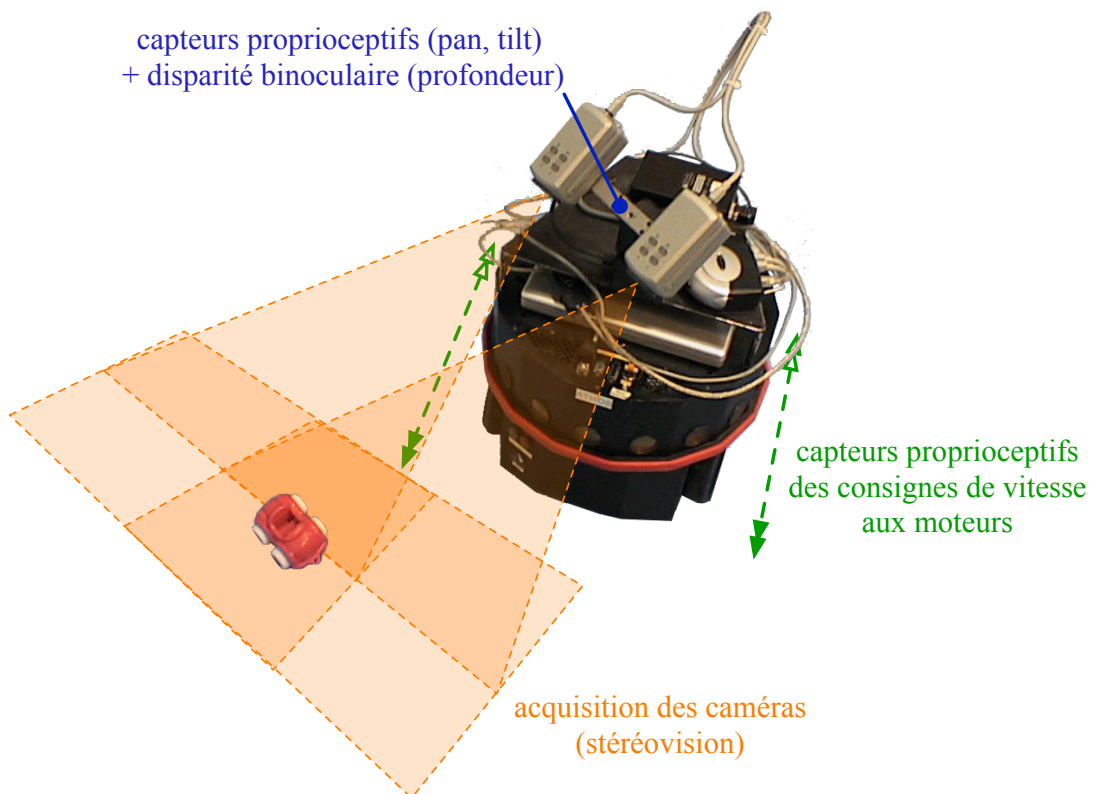 capteurs proprioceptifs (pan, tilt)
+ disparité binoculaire (profondeur)
capteurs proprioceptifs
des consignes de vitesse
aux moteurs
acquisition des caméras
(stéréovision)